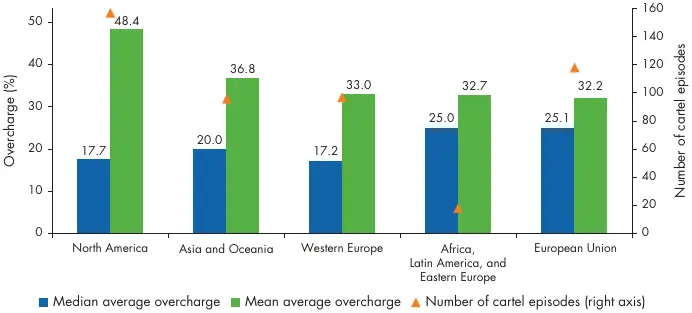 50
40
30
20
10
0
Overcharge (%)
160
140
120
100
80
60
40
20
0
Number of cartel episodes
48.4
36.8
33.0
32.7
32.2
17.7
20.0
17.2
25.0
25.1
North America
Asia and Oceania
Western Europe
Africa,
Latin America, and
Eastern Europe
European Union
Median average overcharge
Mean average overcharge
Number of cartel episodes (right axis)